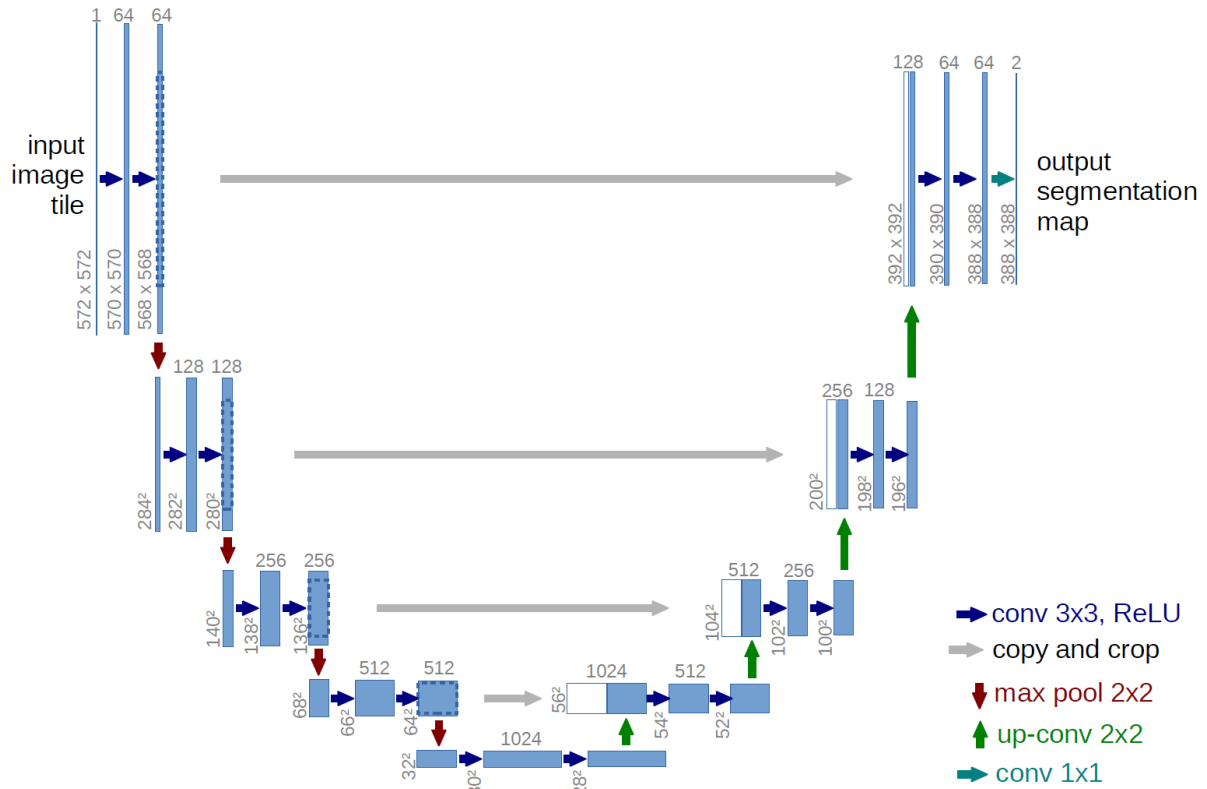 1 64 64
128 64 64 2
input
image
tile
output
segmentation
map
572 x 572
570 x 570
568 x 568
392 x 392
390 x 390
388 x 388
388 x 388
128 128
256 128
284²
282²
280²
200²
198²
196²
256 256
512 256
140²
138²
136²
104²
102²
100²
conv 3x3, ReLU
copy and crop
max pool 2x2
up-conv 2x2
conv 1x1
512 512
1024 512
68²
66²
64²
56²
54²
52²
1024
32²
30²
28²